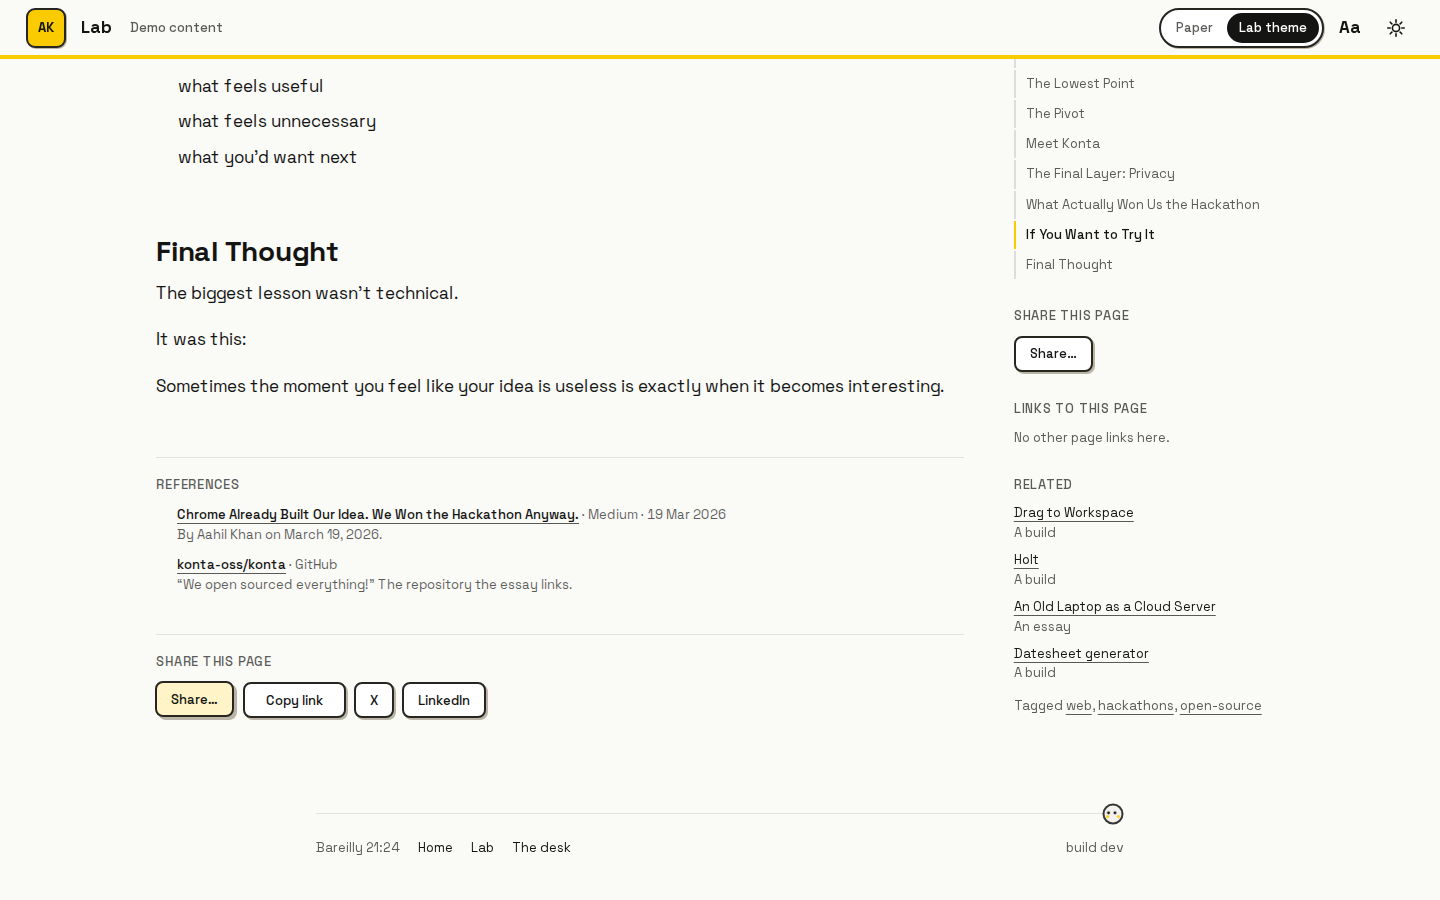 AK Lab Demo content Paper Lab theme Aa
what feels useful
what feels unnecessary
what you’d want next
Final Thought
The biggest lesson wasn’t technical.
It was this:
Sometimes the moment you feel like your idea is useless is exactly when it becomes interesting.
REFERENCES
Chrome Already Built Our Idea. We Won the Hackathon Anyway. · Medium · 19 Mar 2026
By Aahil Khan on March 19, 2026.
konta-oss/konta · GitHub
“We open sourced everything!” The repository the essay links.
SHARE THIS PAGE
Share… Copy link X LinkedIn
The Lowest Point
The Pivot
Meet Konta
The Final Layer: Privacy
What Actually Won Us the Hackathon
If You Want to Try It
Final Thought
SHARE THIS PAGE
Share…
LINKS TO THIS PAGE
No other page links here.
RELATED
Drag to Workspace
A build
Holt
A build
An Old Laptop as a Cloud Server
An essay
Datesheet generator
A build
Tagged web, hackathons, open-source
Bareilly 21:24 Home Lab The desk build dev